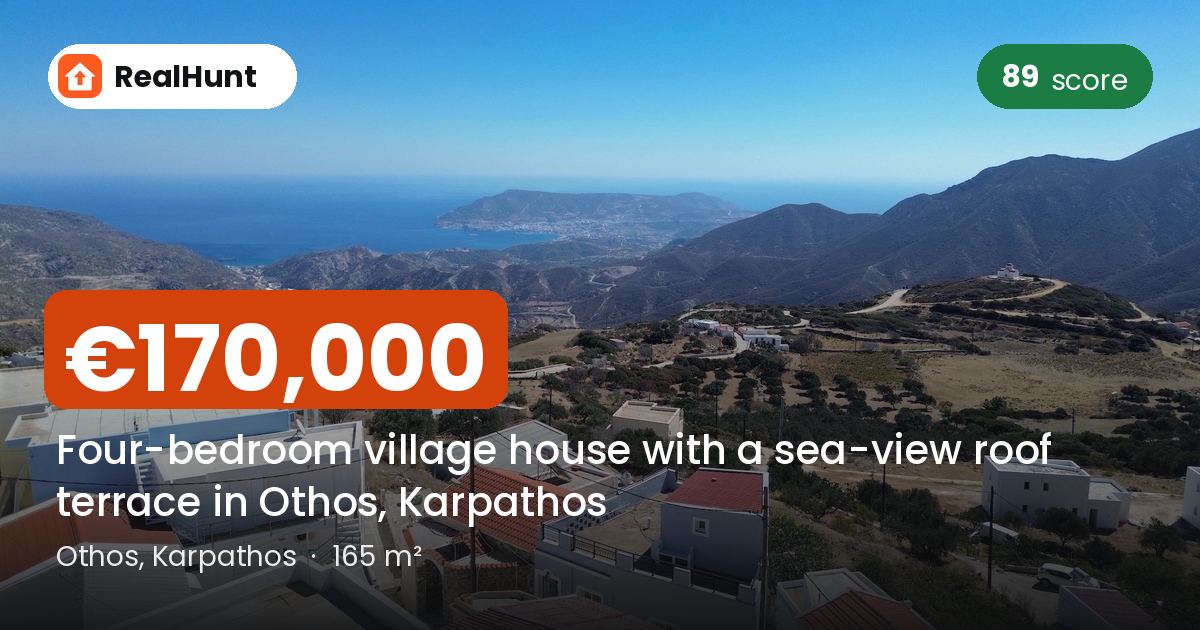 RealHunt
89 score
€170,000
Four-bedroom village house with a sea-view roof
terrace in Othos, Karpathos
Othos, Karpathos · 165 m²